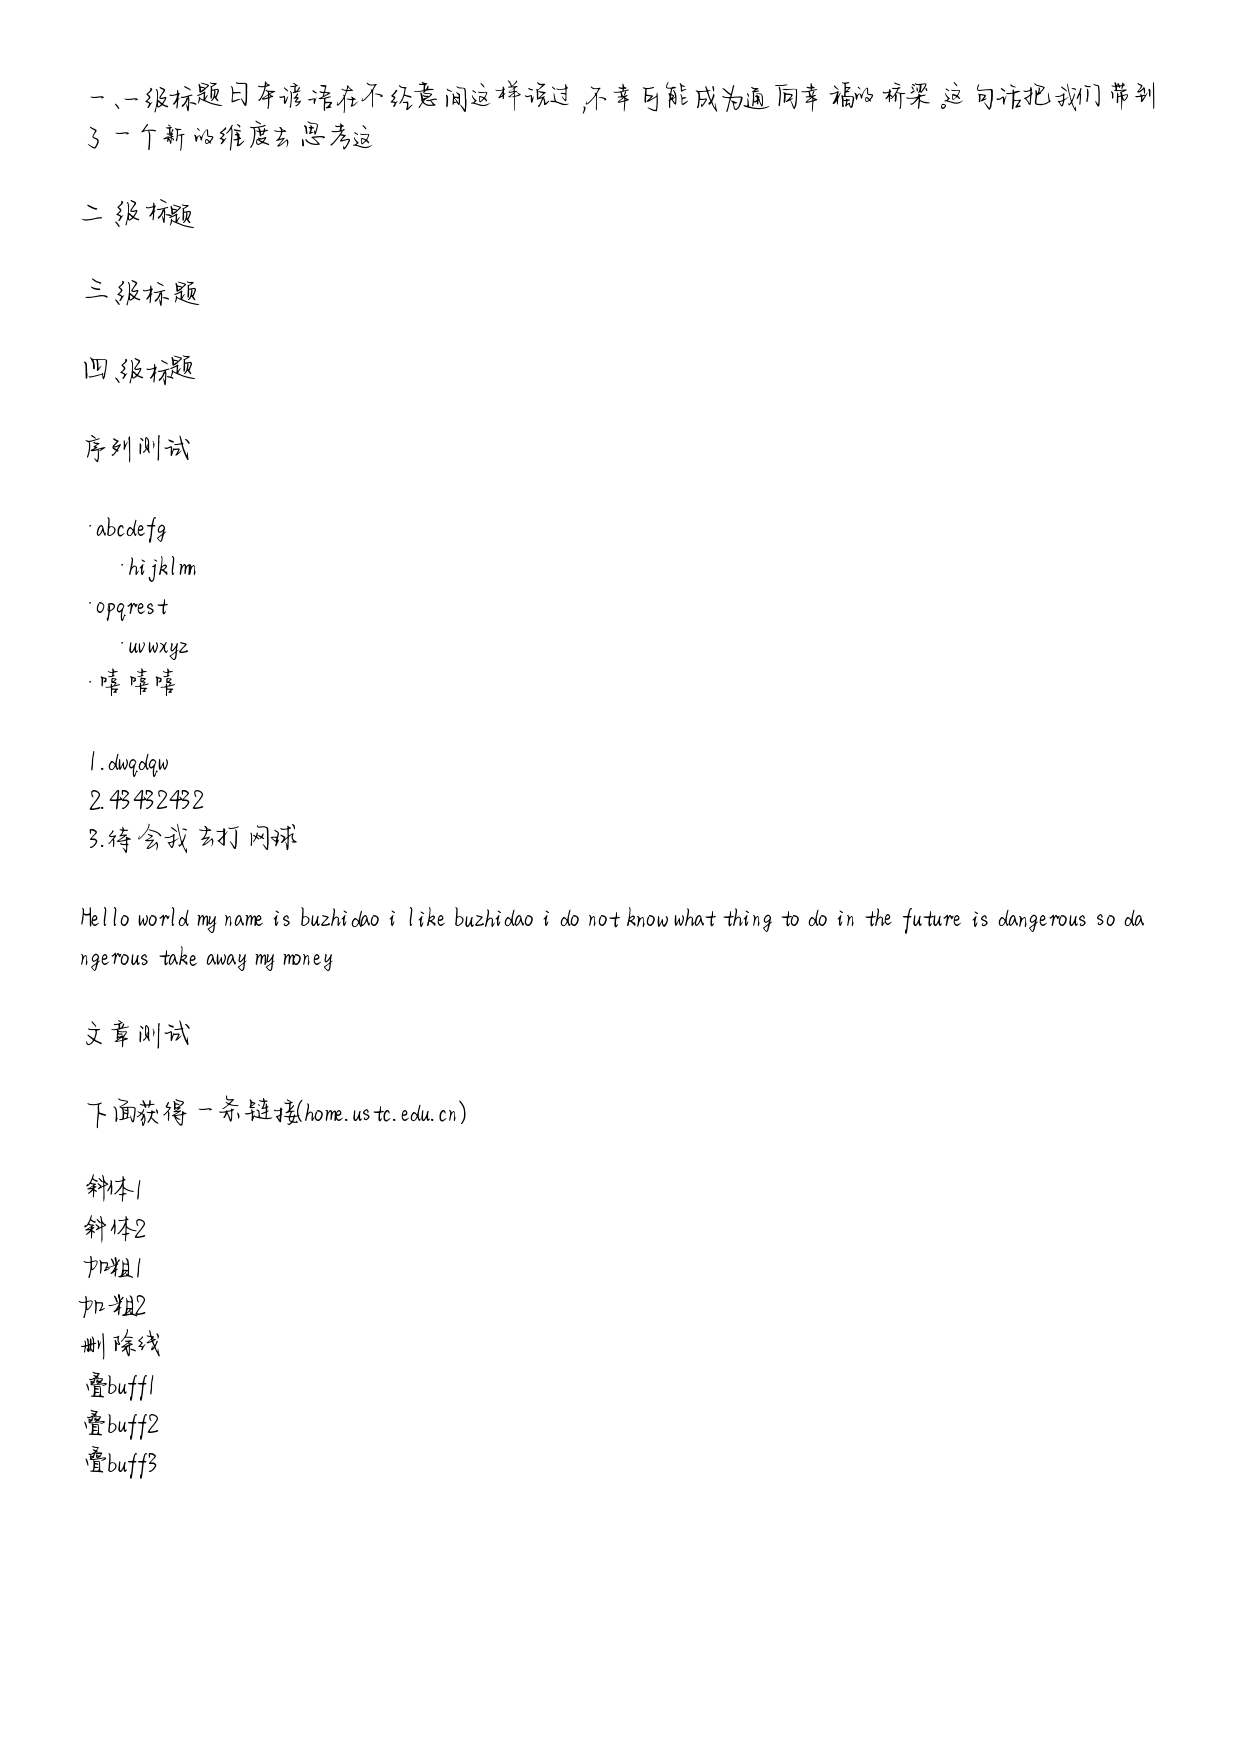 一、一级标题日本谚语在不经意间这样说过,不幸可能成为通向幸福的桥梁。这句话把我们带到
了一个新的维度去思考这
二级标题
三级标题
四级标题
序列测试
·abcdefg
·hijklmn
·opqrest
·uvwxyz
·嘻嘻嘻
1.dwqdqw
2.43432432
3.待会我去打网球
Hello world my name is buzhidao i like buzhidao i do not know what thing to do in the future is dangerous so da
ngerous take away my money
文章测试
下面获得一条链接(home.ustc.edu.cn)
斜体1
斜体2
加粗1
加粗2
删除线
叠buff1
叠buff2
叠buff3